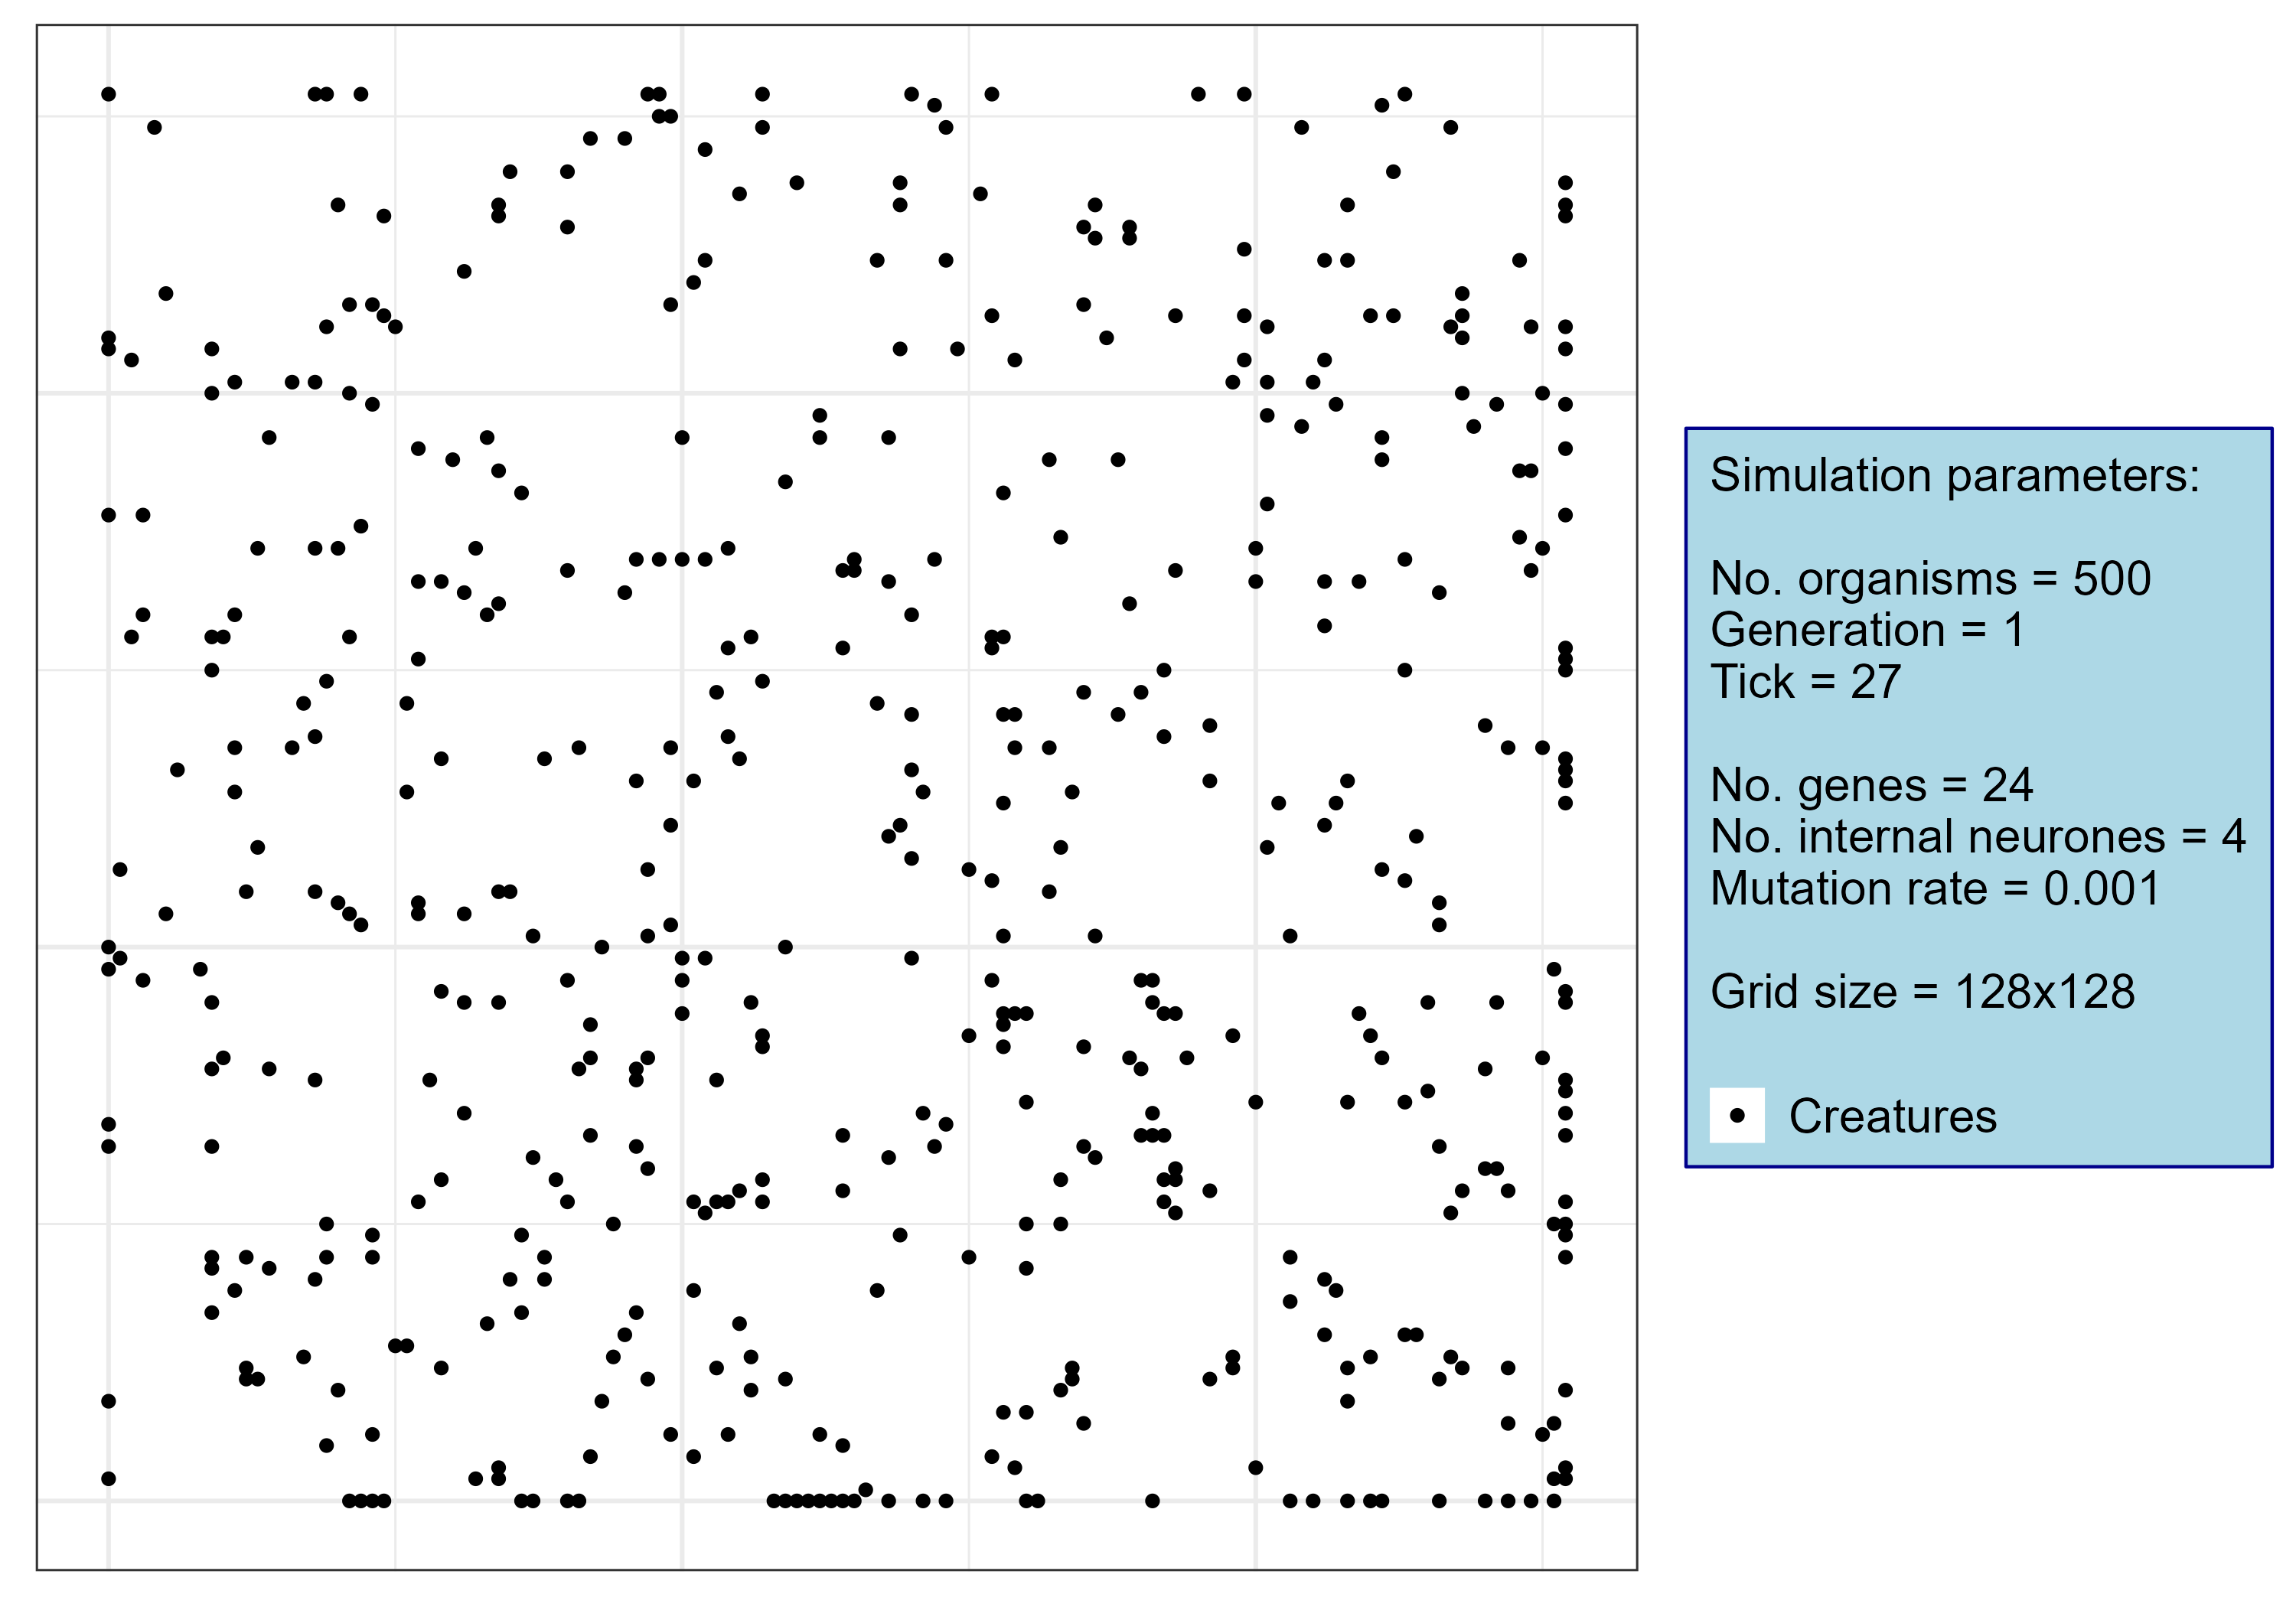 Simulation parameters:
No. organisms = 500
Generation = 1
Tick = 27
No. genes = 24
No. internal neurones = 4
Mutation rate = 0.001
Grid size = 128x128
Creatures